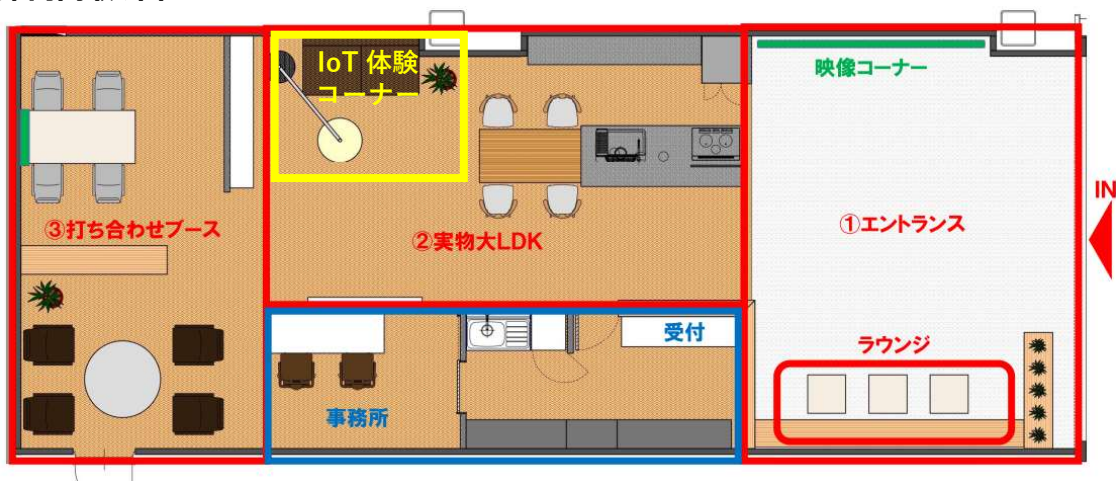 IoT 体験
コーナー
映像コーナー
IN
③打ち合わせブース
②実物大LDK
①エントランス
受付
ラウンジ
事務所